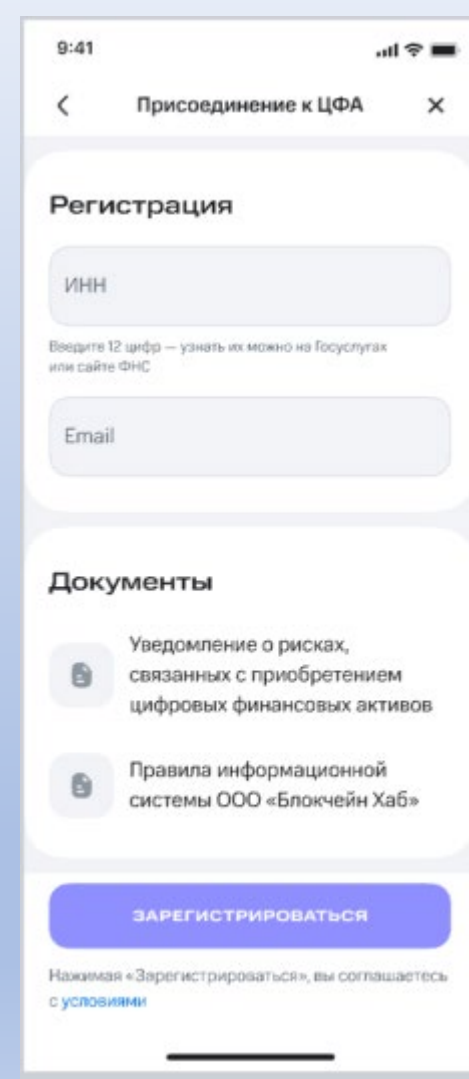 9:41
Присоединение к ЦФА
Регистрация
ИНН
Введите 12 цифр — узнать их можно на Госуслугах
или сайте ФНС
Email
Документы
Уведомление о рисках,
связанных с приобретением
цифровых финансовых активов
Правила информационной
системы ООО «Блокчейн Хаб»
ЗАРЕГИСТРИРОВАТЬСЯ
Нажимая «Зарегистрироваться», вы соглашаетесь
с условиями